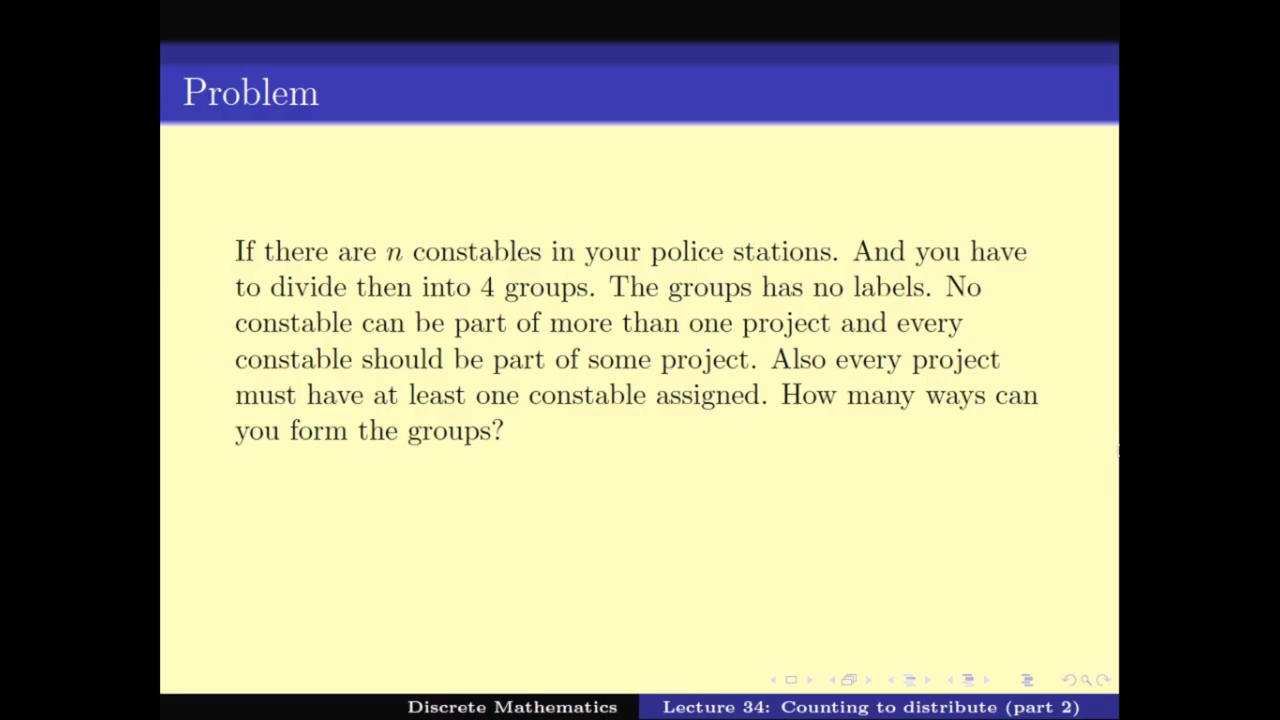 Problem
If there are n constables in your police stations. And you have
to divide then into 4 groups. The groups has no labels. No
constable can be part of more than one project and every
constable should be part of some project. Also every project
must have at least one constable assigned. How many ways can
you form the groups?
Discrete Mathematics
Lecture 34: Counting to distribute (part 2)